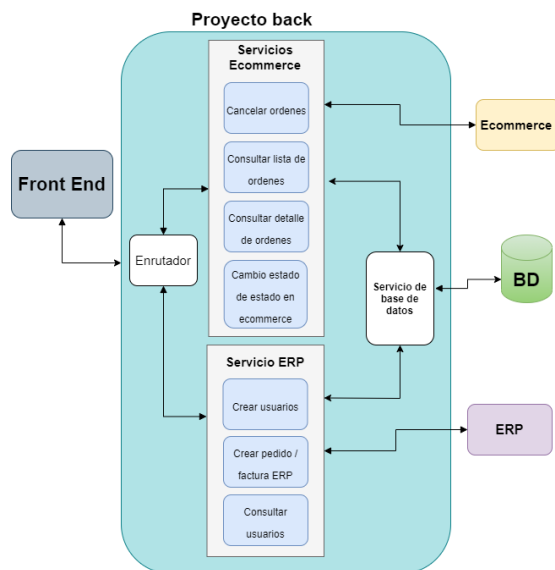 Proyecto back
Servicios
Ecommerce
Cancelar ordenes
Ecommerce
Consultar lista de
ordenes
Front End
Consultar detalle
de ordenes
Enrutador
Cambio estado
de estado en
ecommerce
Servicio de
base de
datos
BD
Servicio ERP
Crear usuarios
Crear pedido /
factura ERP
ERP
Consultar
usuarios